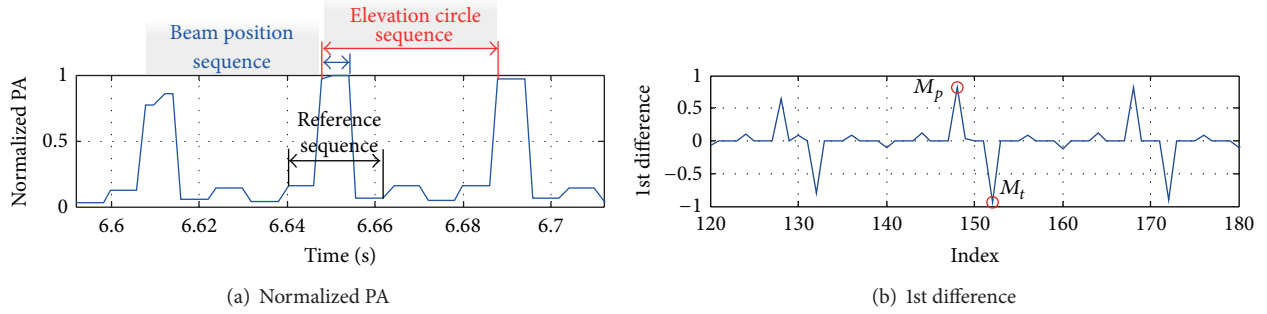 Beam position
sequence
Elevation circle
sequence
Reference
sequence
Normalized PA
1
0.5
0
6.6
6.62
6.64
6.66
6.68
6.7
Time (s)
(a) Normalized PA
1st difference
1
0.5
0
−0.5
−1
M_p
M_t
120
130
140
150
160
170
180
Index
(b) 1st difference